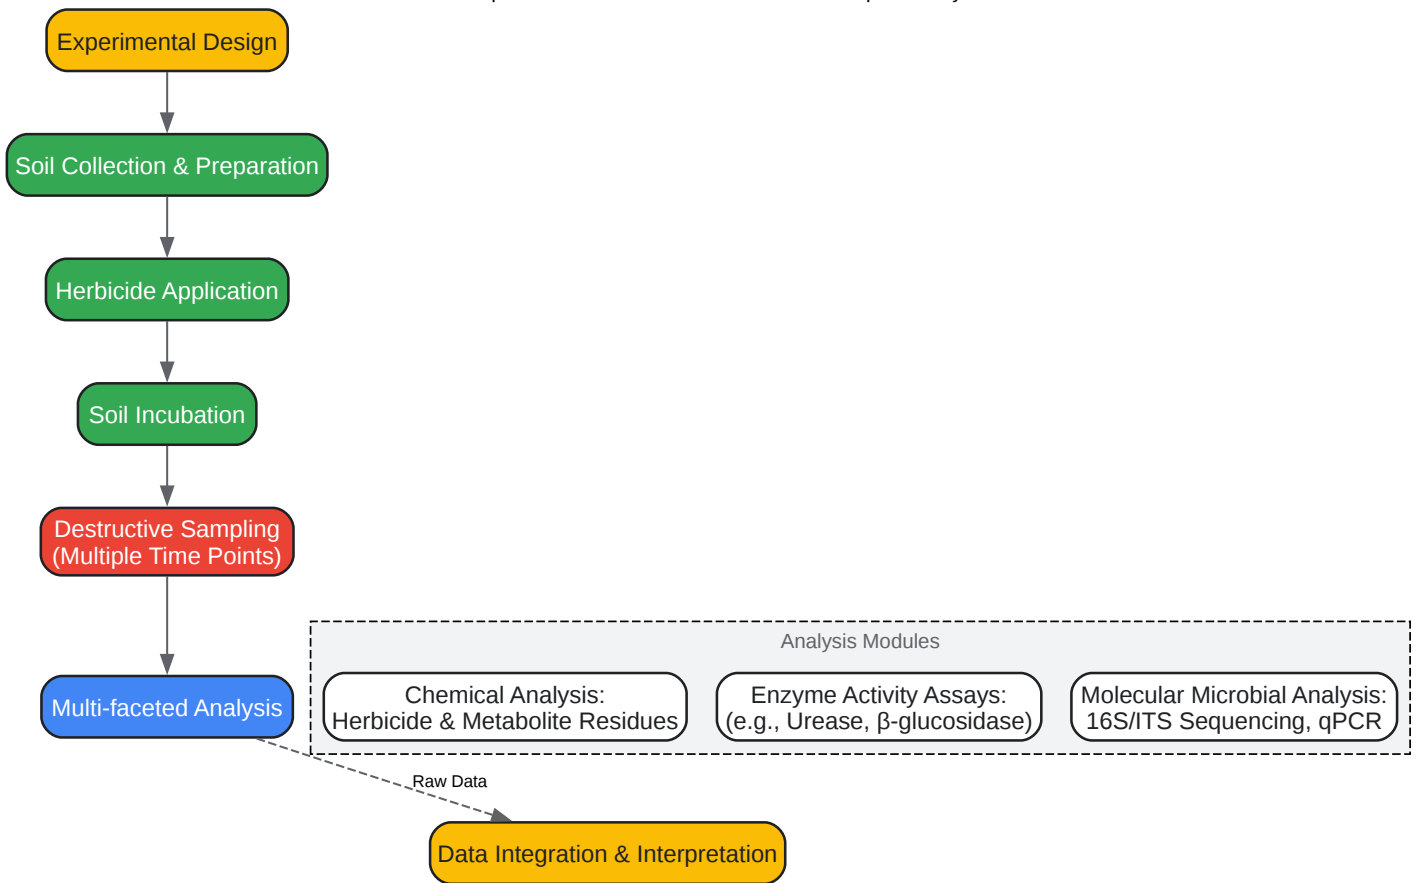 Experimental Design
Soil Collection & Preparation
Herbicide Application
Soil Incubation
Destructive Sampling
(Multiple Time Points)
Analysis Modules
Multi-faceted Analysis
Chemical Analysis:
Herbicide & Metabolite Residues
Enzyme Activity Assays:
(e.g., Urease, β-glucosidase)
Molecular Microbial Analysis:
16S/ITS Sequencing, qPCR
Raw Data
Data Integration & Interpretation